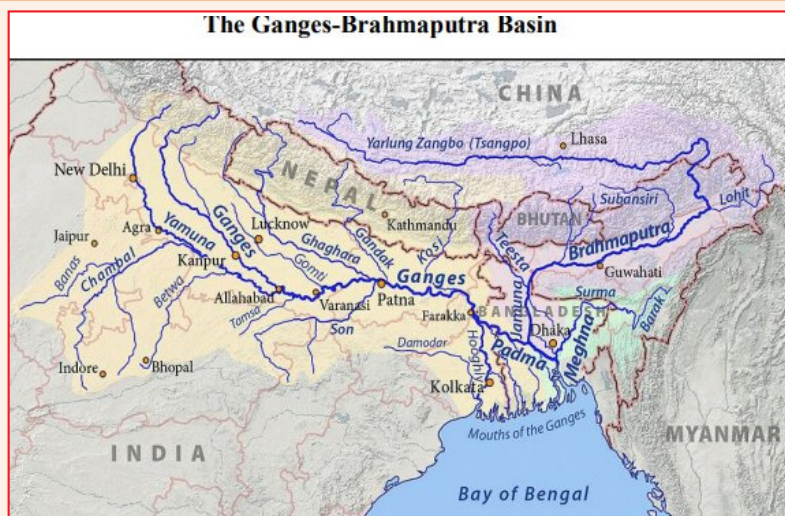 The Ganges-Brahmaputra Basin
CHINA
Yarlung Zangbo (Tsangpo)
Lhasa
New Delhi
NEPAL
Kathmandu
BHUTAN
Subansiri
Lohit
Brahmaputra
Guwahati
Agra
Jaipur
Yamuna
Ganges
Lucknow
Ghaghara
Gandak
Kosi
Teesta
Banas
Chambal
Kanpur
Gomti
Betwa
Allahabad
Varanasi
Patna
Ganges
Tamsa
Son
Farakka
BANGLADESH
Jamuna
Surma
Barak
Dhaka
Meghna
Padma
Damodar
Hooghly
Kolkata
Indore
Bhopal
Mouths of the Ganges
INDIA
MYANMAR
Bay of Bengal